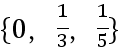 {0, 1/3, 1/5}